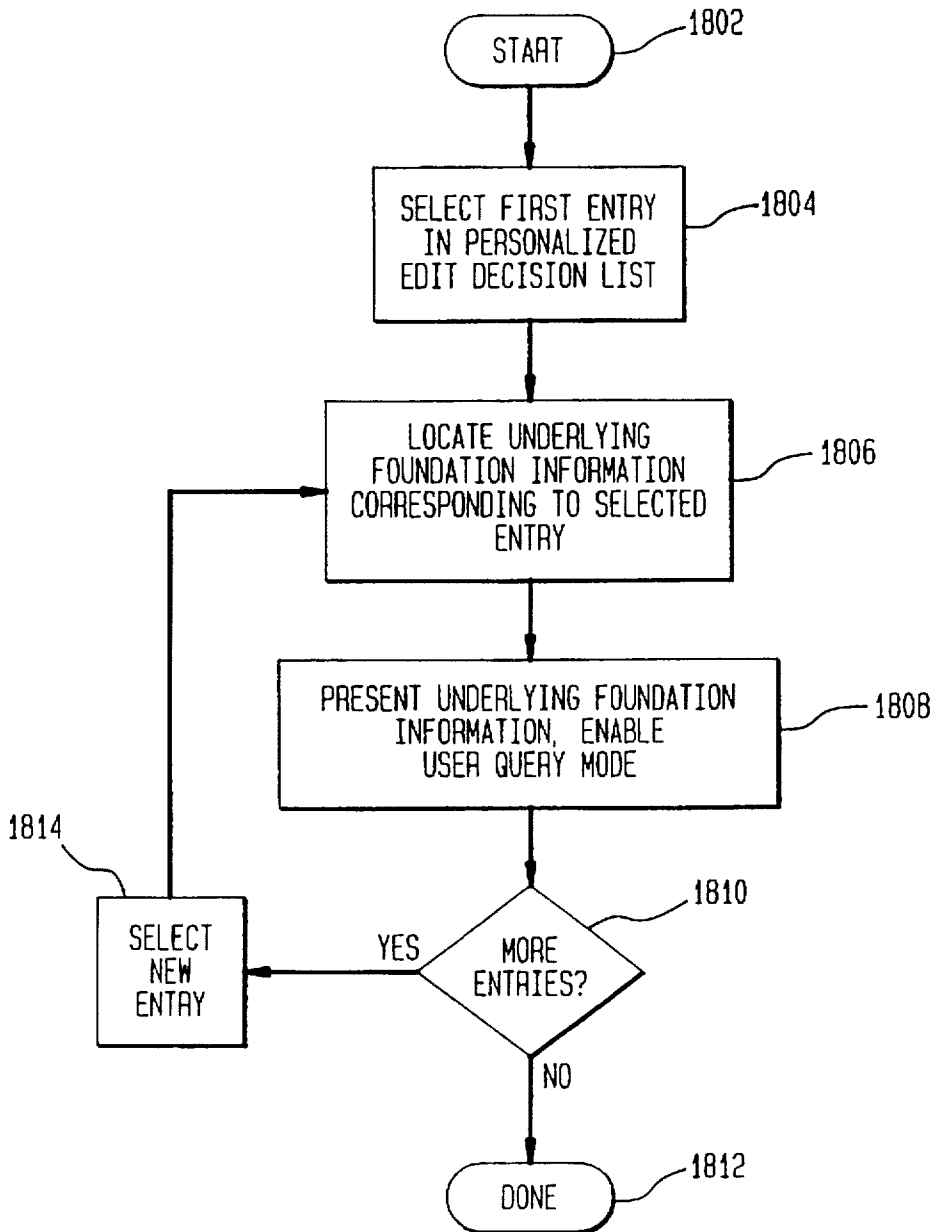 START
1802
SELECT FIRST ENTRY
IN PERSONALIZED
EDIT DECISION LIST
1804
LOCATE UNDERLYING
FOUNDATION INFORMATION
CORRESPONDING TO SELECTED
ENTRY
1806
PRESENT UNDERLYING FOUNDATION
INFORMATION, ENABLE
USER QUERY MODE
1808
1814
SELECT
NEW
ENTRY
YES
MORE
ENTRIES?
1810
NO
DONE
1812